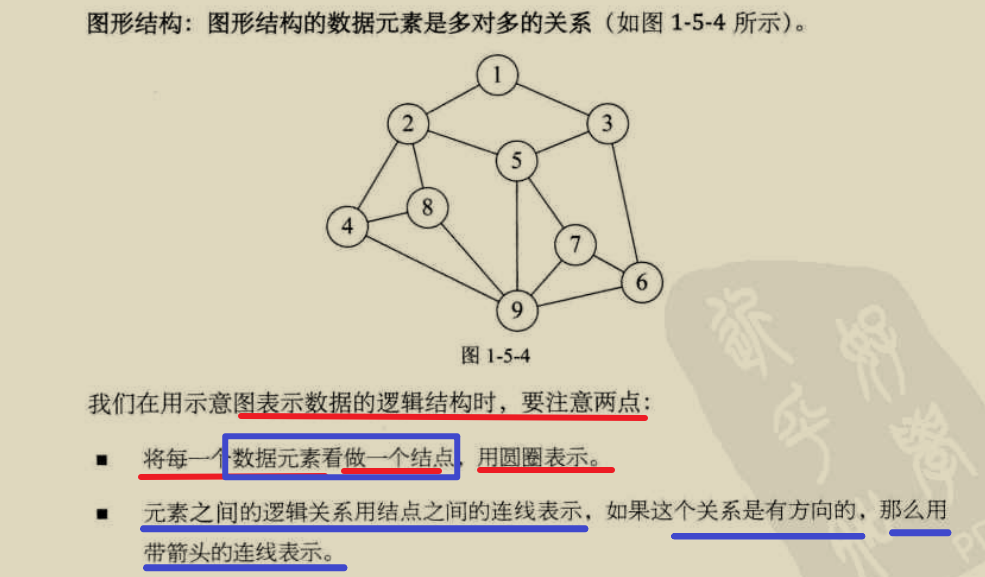 图形结构：图形结构的数据元素是多对多的关系（如图 1-5-4 所示）。
1
2
3
5
8
4
7
6
9
图 1-5-4
我们在用示意图表示数据的逻辑结构时，要注意两点：
■ 将每一个数据元素看做一个结点，用圆圈表示。
■ 元素之间的逻辑关系用结点之间的连线表示，如果这个关系是有方向的，那么用
带箭头的连线表示。